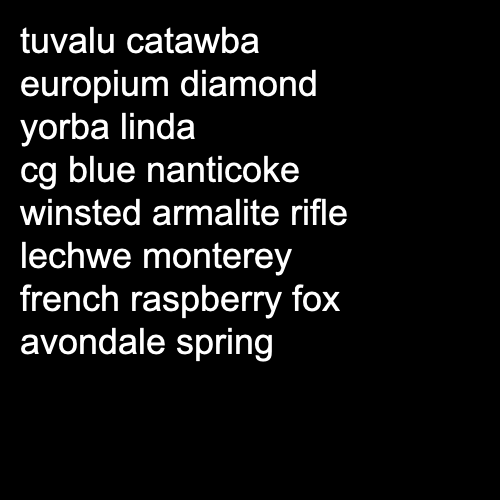 tuvalu catawba
europium diamond
yorba linda
cg blue nanticoke
winsted armalite rifle
lechwe monterey
french raspberry fox
avondale spring